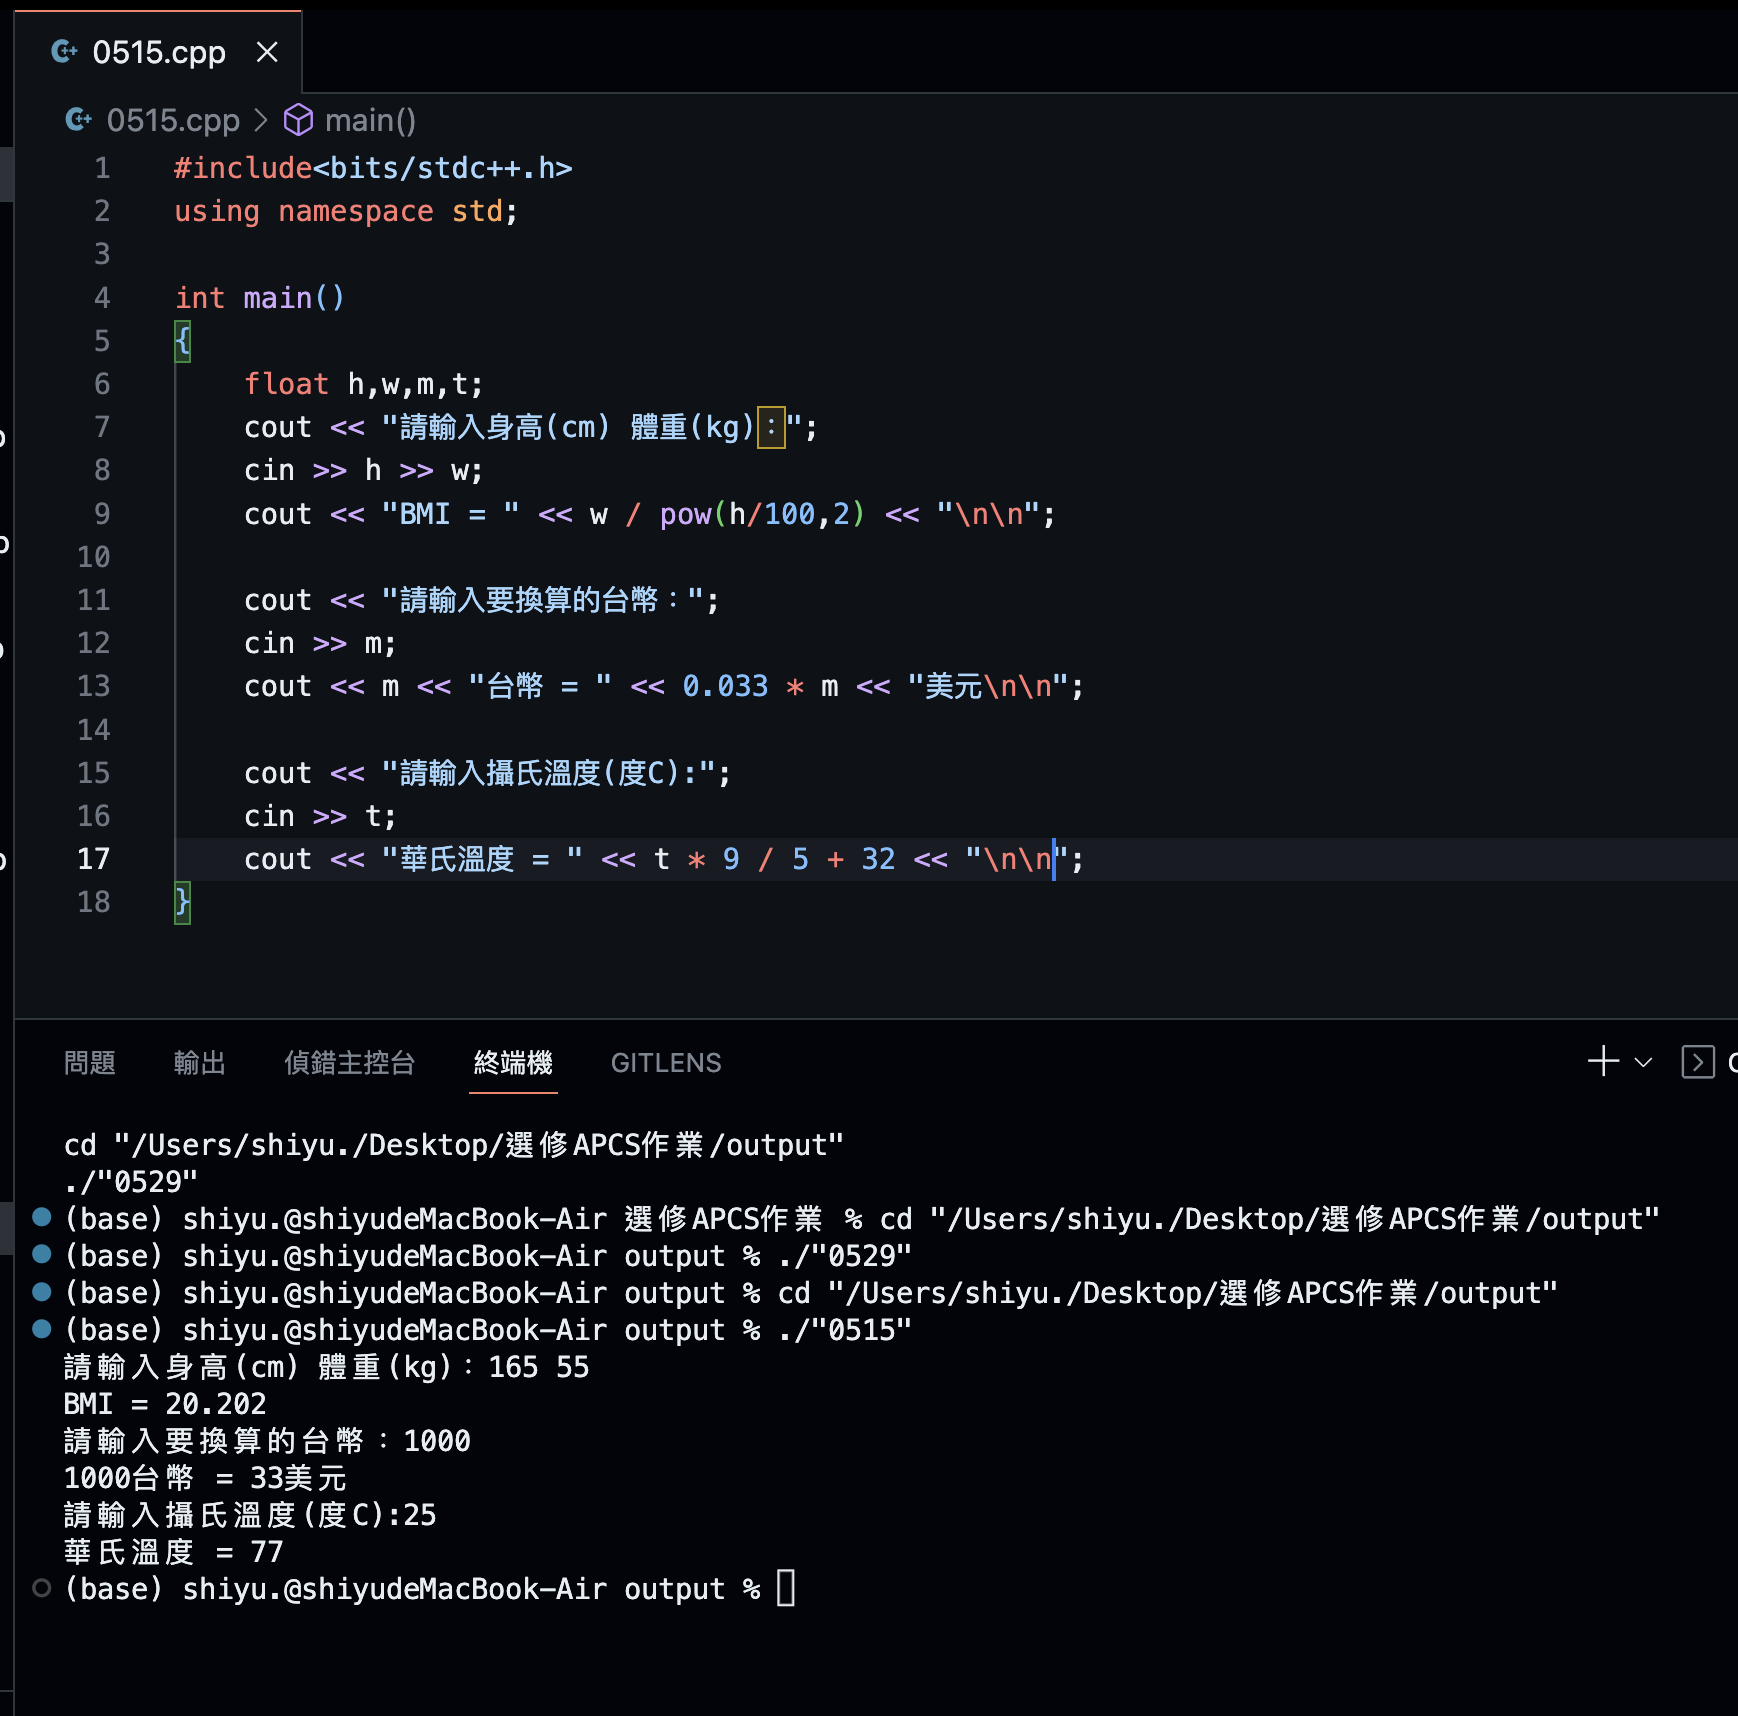 0515.cpp
0515.cpp > main()
1 #include<bits/stdc++.h>
2 using namespace std;
3
4 int main()
5 {
6 float h,w,m,t;
7 cout << "請輸入身高(cm) 體重(kg)：";
8 cin >> h >> w;
9 cout << "BMI = " << w / pow(h/100,2) << "\n\n";
10
11 cout << "請輸入要換算的台幣：";
12 cin >> m;
13 cout << m << "台幣 = " << 0.033 * m << "美元\n\n";
14
15 cout << "請輸入攝氏溫度(度C):";
16 cin >> t;
17 cout << "華氏溫度 = " << t * 9 / 5 + 32 << "\n\n";
18 }
問題 輸出 偵錯主控台 終端機 GITLENS
cd "/Users/shiyu./Desktop/選修APCS作業/output"
./"0529"
(base) shiyu.@shiyudeMacBook-Air 選修APCS作業 % cd "/Users/shiyu./Desktop/選修APCS作業/output"
(base) shiyu.@shiyudeMacBook-Air output % ./"0529"
(base) shiyu.@shiyudeMacBook-Air output % cd "/Users/shiyu./Desktop/選修APCS作業/output"
(base) shiyu.@shiyudeMacBook-Air output % ./"0515"
請輸入身高(cm) 體重(kg)：165 55
BMI = 20.202
請輸入要換算的台幣：1000
1000台幣 = 33美元
請輸入攝氏溫度(度C):25
華氏溫度 = 77
(base) shiyu.@shiyudeMacBook-Air output %